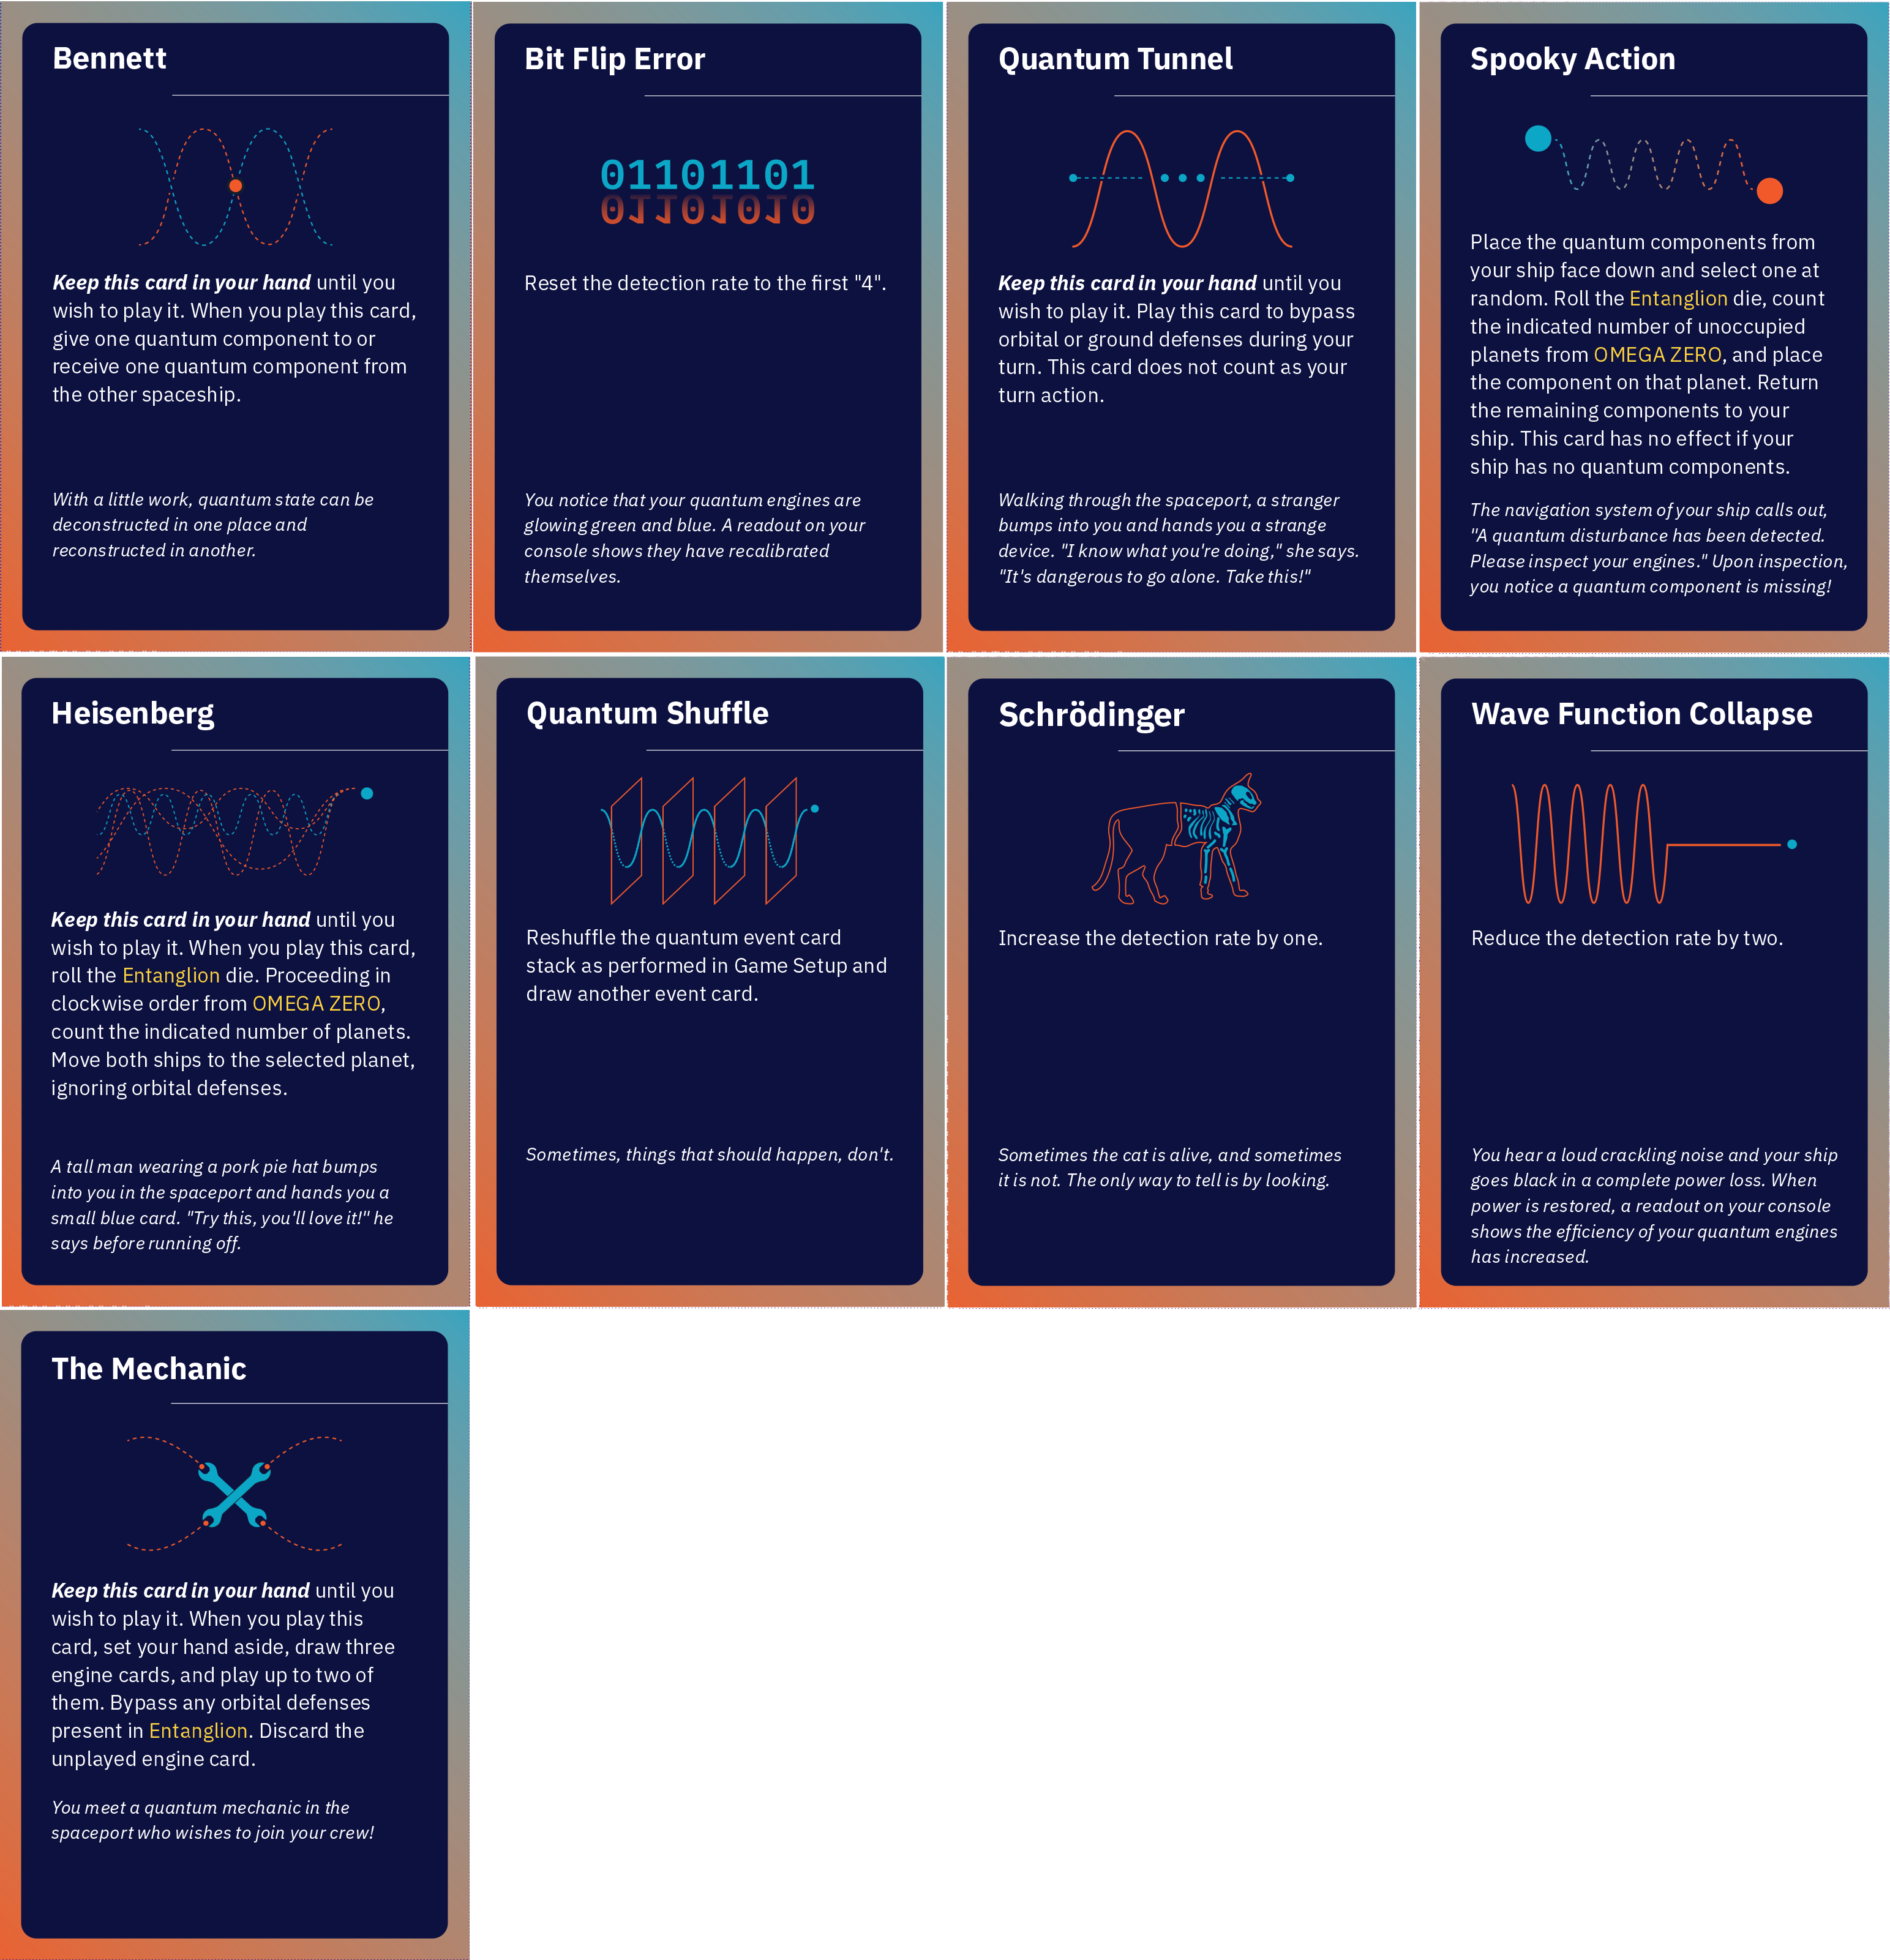 Bennett
Keep this card in your hand until you
wish to play it. When you play this card,
give one quantum component to or
receive one quantum component from
the other spaceship.
With a little work, quantum state can be
deconstructed in one place and
reconstructed in another.
Bit Flip Error
01101101
01101101
Reset the detection rate to the first "4".
You notice that your quantum engines are
glowing green and blue. A readout on your
console shows they have recalibrated
themselves.
Quantum Tunnel
Keep this card in your hand until you
wish to play it. Play this card to bypass
orbital or ground defenses during your
turn. This card does not count as your
turn action.
Walking through the spaceport, a stranger
bumps into you and hands you a strange
device. "I know what you're doing," she says.
"It's dangerous to go alone. Take this!"
Spooky Action
Place the quantum components from
your ship face down and select one at
random. Roll the Entanglion die, count
the indicated number of unoccupied
planets from OMEGA ZERO, and place
the component on that planet. Return
the remaining components to your
ship. This card has no effect if your
ship has no quantum components.
The navigation system of your ship calls out,
"A quantum disturbance has been detected.
Please inspect your engines." Upon inspection,
you notice a quantum component is missing!
Heisenberg
Keep this card in your hand until you
wish to play it. When you play this card,
roll the Entanglion die. Proceeding in
clockwise order from OMEGA ZERO,
count the indicated number of planets.
Move both ships to the selected planet,
ignoring orbital defenses.
A tall man wearing a pork pie hat bumps
into you in the spaceport and hands you a
small blue card. "Try this, you'll love it!" he
says before running off.
Quantum Shuffle
Reshuffle the quantum event card
stack as performed in Game Setup and
draw another event card.
Sometimes, things that should happen, don't.
Schrödinger
Increase the detection rate by one.
Sometimes the cat is alive, and sometimes
it is not. The only way to tell is by looking.
Wave Function Collapse
Reduce the detection rate by two.
You hear a loud crackling noise and your ship
goes black in a complete power loss. When
power is restored, a readout on your console
shows the efficiency of your quantum engines
has increased.
The Mechanic
Keep this card in your hand until you
wish to play it. When you play this
card, set your hand aside, draw three
engine cards, and play up to two of
them. Bypass any orbital defenses
present in Entanglion. Discard the
unplayed engine card.
You meet a quantum mechanic in the
spaceport who wishes to join your crew!